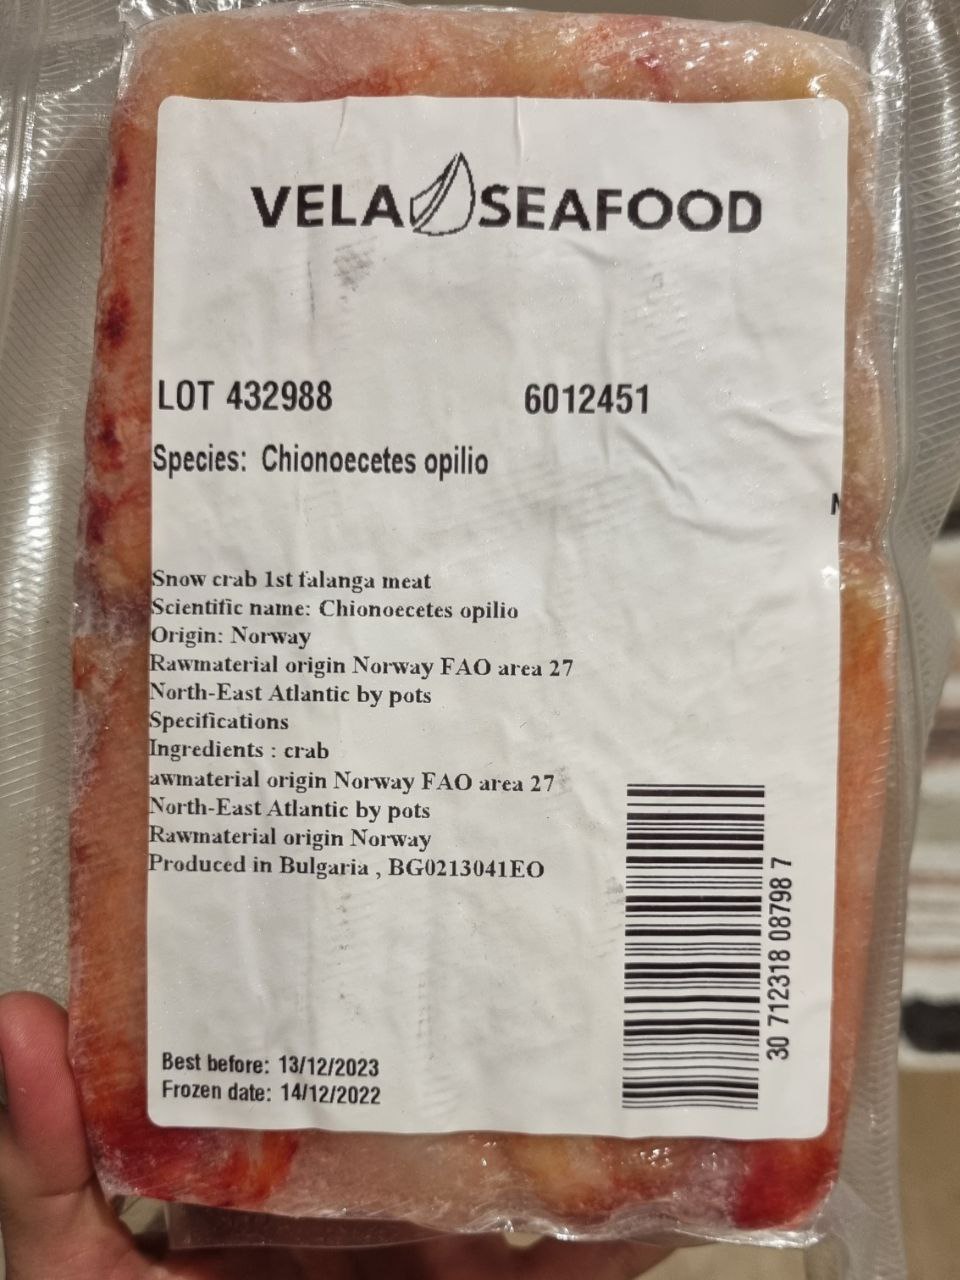 VELA SEAFOOD
LOT 432988 6012451
Species: Chionoecetes opilio
Snow crab 1st falanga meat
Scientific name: Chionoecetes opilio
Origin: Norway
Rawmaterial origin Norway FAO area 27
North-East Atlantic by pots
Specifications
Ingredients : crab
awmaterial origin Norway FAO area 27
North-East Atlantic by pots
Rawmaterial origin Norway
Produced in Bulgaria , BG0213041EO
30 712318 08798 7
Best before: 13/12/2023
Frozen date: 14/12/2022